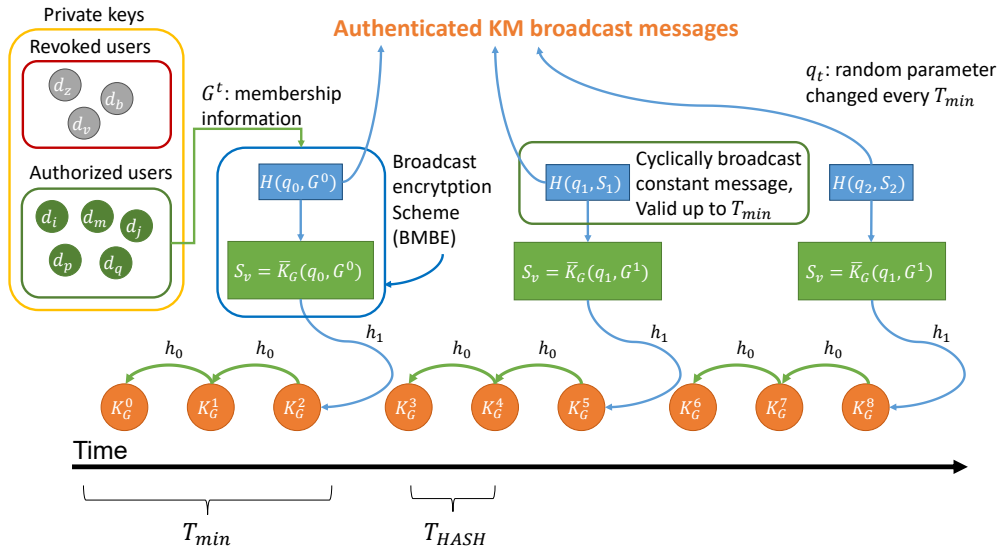 Private keys
Revoked users
d_z
d_b
d_v
Authorized users
d_i
d_m
d_j
d_p
d_q
Authenticated KM broadcast messages
G^t: membership
information
q_t: random parameter
changed every T_min
H(q_0, G^0)
Broadcast
encrytption
Scheme
(BMBE)
H(q_1, S_1)
Cyclically broadcast
constant message,
Valid up to T_min
H(q_2, S_2)
S_v = K̅_G(q_0, G^0)
S_v = K̅_G(q_1, G^1)
S_v = K̅_G(q_1, G^1)
h_1
h_1
h_1
h_0
h_0
h_0
h_0
h_0
h_0
K_G^0
K_G^1
K_G^2
K_G^3
K_G^4
K_G^5
K_G^6
K_G^7
K_G^8
Time
T_min
T_HASH